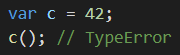 var c = 42;
c(); // TypeError